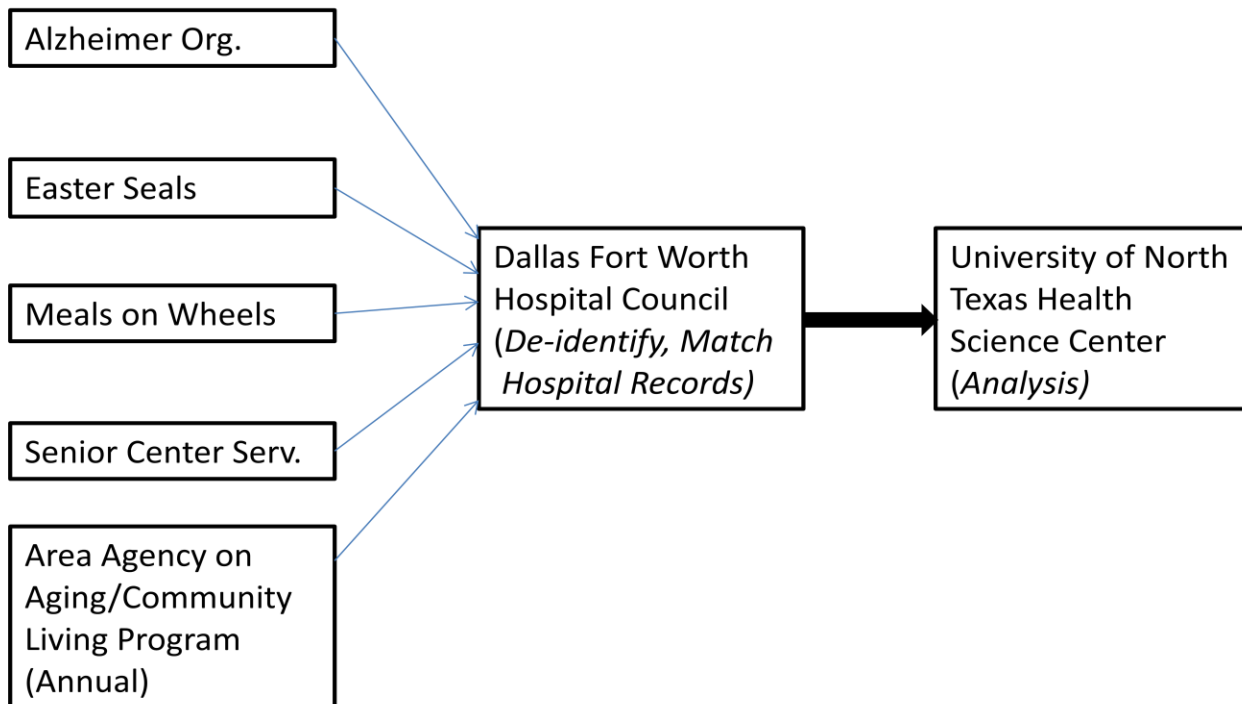 Alzheimer Org.
Easter Seals
Meals on Wheels
Senior Center Serv.
Area Agency on
Aging/Community
Living Program
(Annual)
Dallas Fort Worth
Hospital Council
(De-identify, Match
Hospital Records)
University of North
Texas Health
Science Center
(Analysis)